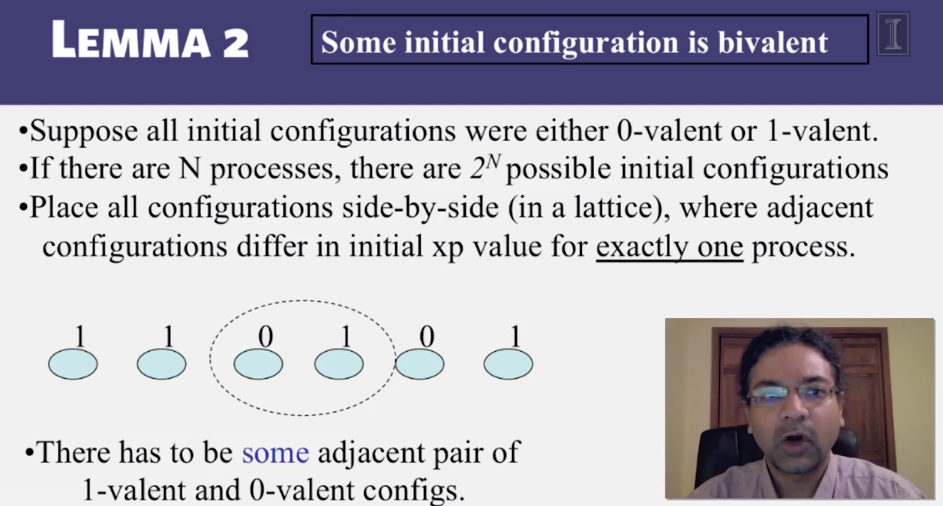 LEMMA 2
Some initial configuration is bivalent
I
•Suppose all initial configurations were either 0-valent or 1-valent.
•If there are N processes, there are 2^N possible initial configurations
•Place all configurations side-by-side (in a lattice), where adjacent
configurations differ in initial xp value for exactly one process.
1 1 0 1 0 1
•There has to be some adjacent pair of
1-valent and 0-valent configs.